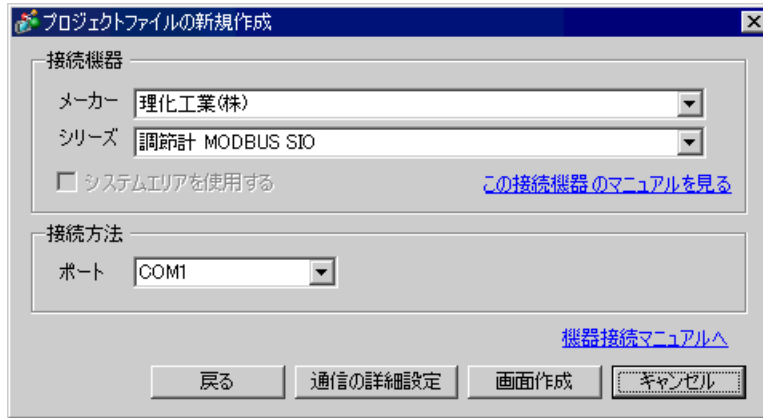 プロジェクトファイルの新規作成
接続機器
メーカー 理化工業(株)
シリーズ 調節計 MODBUS SIO
システムエリアを使用する この接続機器のマニュアルを見る
接続方法
ポート COM1
機器接続マニュアルへ
戻る 通信の詳細設定 画面作成 キャンセル